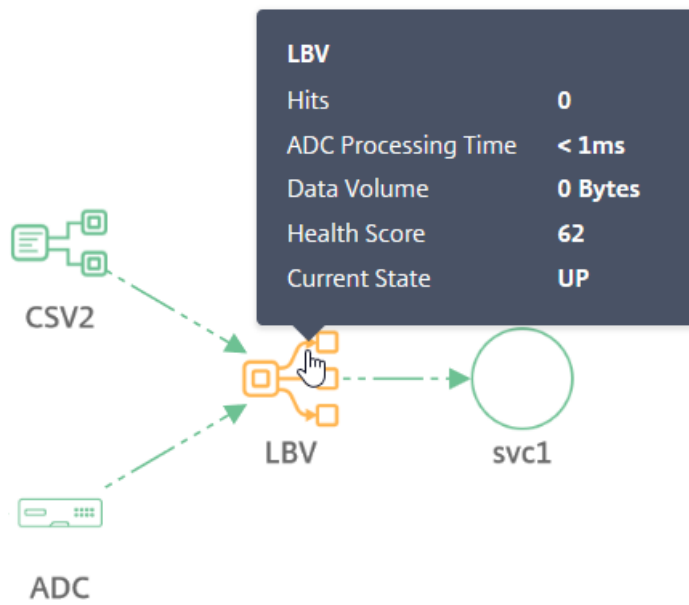 LBV
Hits 0
ADC Processing Time < 1ms
Data Volume 0 Bytes
Health Score 62
Current State UP
CSV2
LBV
svc1
ADC